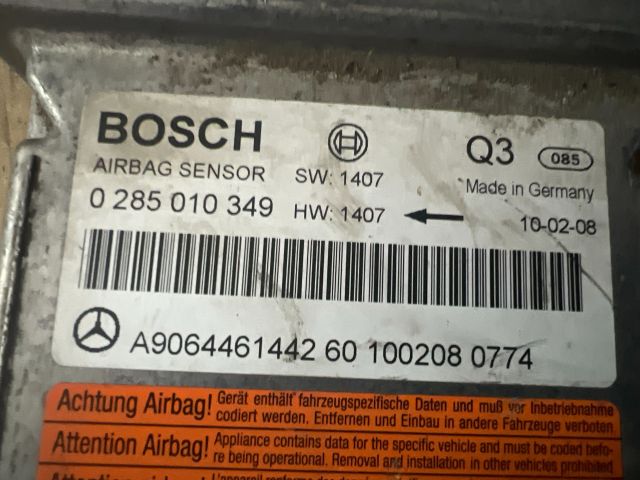 BOSCH
Q3 085
AIRBAG SENSOR SW: 1407 Made in Germany
0 285 010 349 HW: 1407 10-02-08
A9064461442 60 1002080774
Achtung Airbag! Gerät enthält fahrzeugspezifische Daten und muß vor Inbetriebnahme
codiert werden. Entfernen und Einbau in andere Fahrzeuge verboten
Attention Airbag! Appliance contains data for the specific vehicle and must be coded befo-
re being operational. Removal and installation in other vehicles prohibited